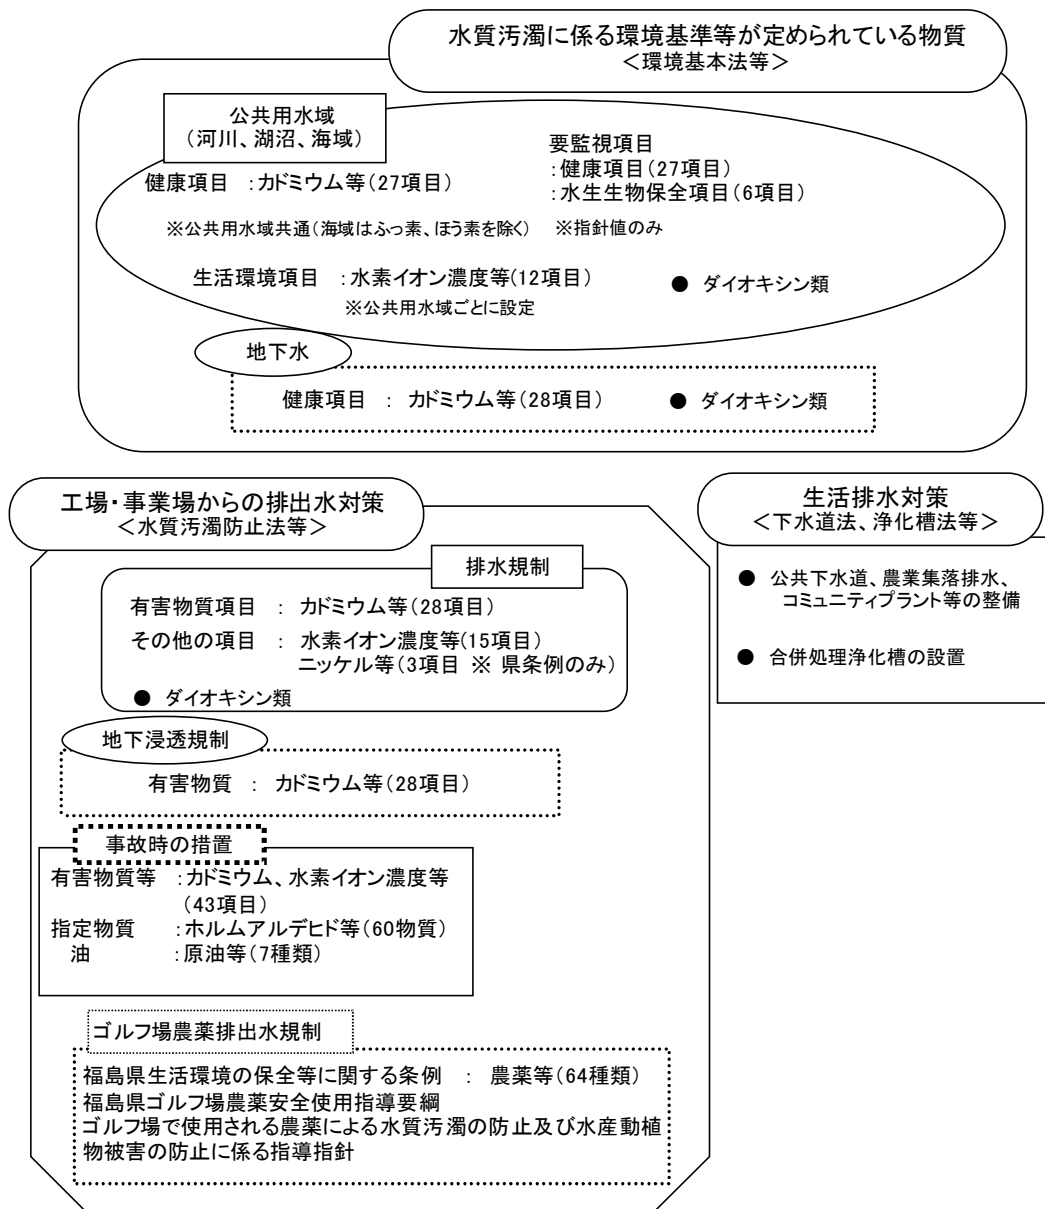 水質汚濁に係る環境基準等が定められている物質
＜環境基本法等＞
公共用水域
（河川、湖沼、海域）
健康項目 ：カドミウム等（27項目）
要監視項目
：健康項目（27項目）
：水生生物保全項目（6項目）
※公共用水域共通（海域はふっ素、ほう素を除く） ※指針値のみ
生活環境項目 ：水素イオン濃度等（12項目）
※公共用水域ごとに設定
● ダイオキシン類
地下水
健康項目 ： カドミウム等（28項目） ● ダイオキシン類
工場・事業場からの排出水対策
＜水質汚濁防止法等＞
排水規制
有害物質項目 ： カドミウム等（28項目）
その他の項目 ： 水素イオン濃度等（15項目）
ニッケル等（3項目 ※ 県条例のみ）
● ダイオキシン類
地下浸透規制
有害物質 ： カドミウム等（28項目）
事故時の措置
有害物質等 ：カドミウム、水素イオン濃度等
（43項目）
指定物質 ：ホルムアルデヒド等（60物質）
油 ：原油等（7種類）
ゴルフ場農薬排出水規制
福島県生活環境の保全等に関する条例 ： 農薬等（64種類）
福島県ゴルフ場農薬安全使用指導要綱
ゴルフ場で使用される農薬による水質汚濁の防止及び水産動植
物被害の防止に係る指導指針
生活排水対策
＜下水道法、浄化槽法等＞
● 公共下水道、農業集落排水、
コミュニティプラント等の整備
● 合併処理浄化槽の設置